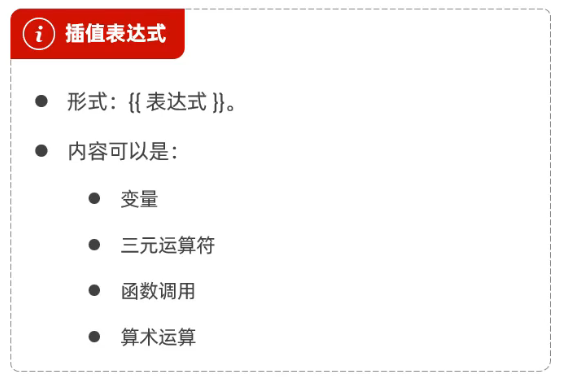 插值表达式
形式：{{ 表达式 }}。
内容可以是：
变量
三元运算符
函数调用
算术运算